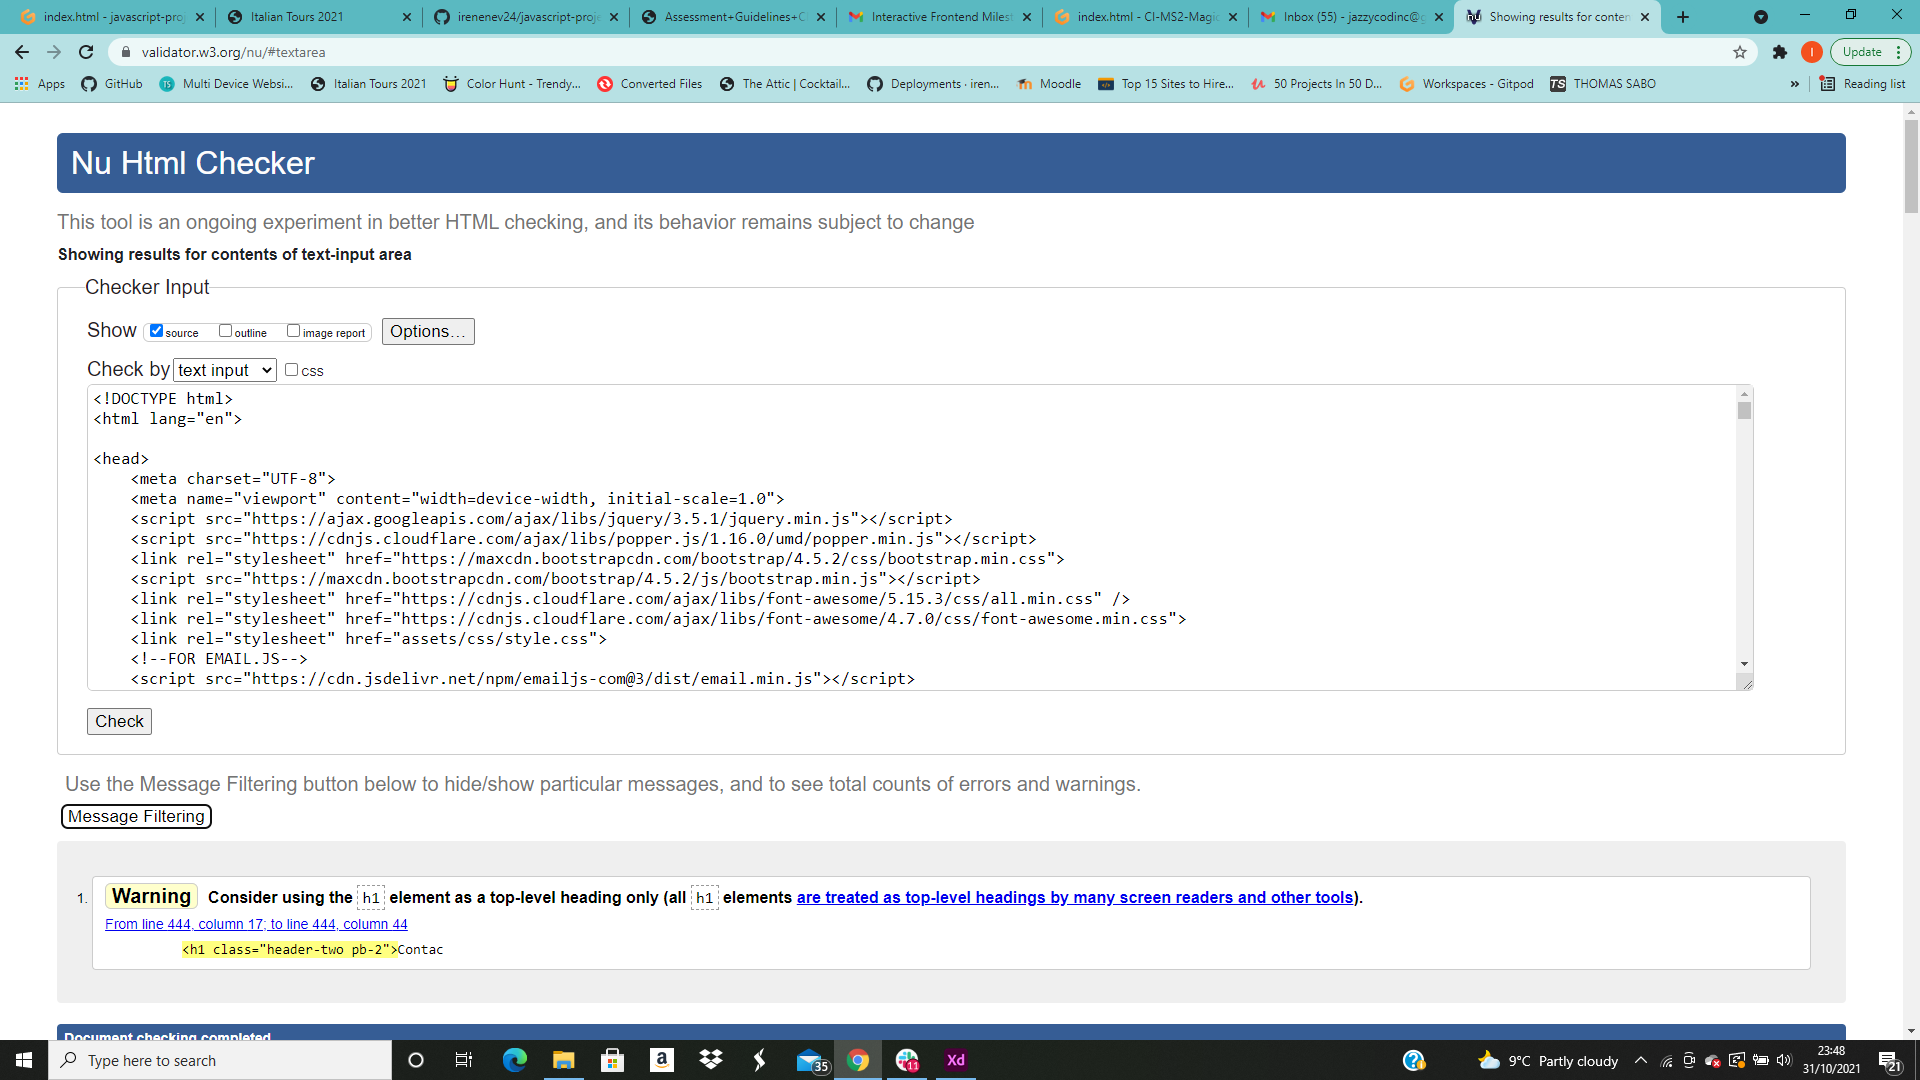 index.html - javascript-proj
Italian Tours 2021
irenenev24/javascript-proje
Assessment+Guidelines+C
Interactive Frontend Milest
index.html - CI-MS2-Magic
Inbox (55) - jazzycodinc@g
Showing results for conten
validator.w3.org/nu/#textarea
I
Update
Apps
GitHub
Multi Device Websi...
Italian Tours 2021
Color Hunt - Trendy...
Converted Files
The Attic | Cocktail...
Deployments · iren...
Moodle
Top 15 Sites to Hire...
50 Projects In 50 D...
Workspaces - Gitpod
TS THOMAS SABO
»
Reading list
Nu Html Checker
This tool is an ongoing experiment in better HTML checking, and its behavior remains subject to change
Showing results for contents of text-input area
Checker Input
Show source outline image report Options…
Check by text input css
<!DOCTYPE html>
<html lang="en">
<head>
<meta charset="UTF-8">
<meta name="viewport" content="width=device-width, initial-scale=1.0">
<script src="https://ajax.googleapis.com/ajax/libs/jquery/3.5.1/jquery.min.js"></script>
<script src="https://cdnjs.cloudflare.com/ajax/libs/popper.js/1.16.0/umd/popper.min.js"></script>
<link rel="stylesheet" href="https://maxcdn.bootstrapcdn.com/bootstrap/4.5.2/css/bootstrap.min.css">
<script src="https://maxcdn.bootstrapcdn.com/bootstrap/4.5.2/js/bootstrap.min.js"></script>
<link rel="stylesheet" href="https://cdnjs.cloudflare.com/ajax/libs/font-awesome/5.15.3/css/all.min.css" />
<link rel="stylesheet" href="https://cdnjs.cloudflare.com/ajax/libs/font-awesome/4.7.0/css/font-awesome.min.css">
<link rel="stylesheet" href="assets/css/style.css">
<!--FOR EMAIL.JS-->
<script src="https://cdn.jsdelivr.net/npm/emailjs-com@3/dist/email.min.js"></script>
Check
Use the Message Filtering button below to hide/show particular messages, and to see total counts of errors and warnings.
Message Filtering
1. Warning Consider using the h1 element as a top-level heading only (all h1 elements are treated as top-level headings by many screen readers and other tools).
From line 444, column 17; to line 444, column 44
<h1 class="header-two pb-2">Contac
Document checking completed
Type here to search
35
11
Xd
9°C Partly cloudy
23:48
31/10/2021
21